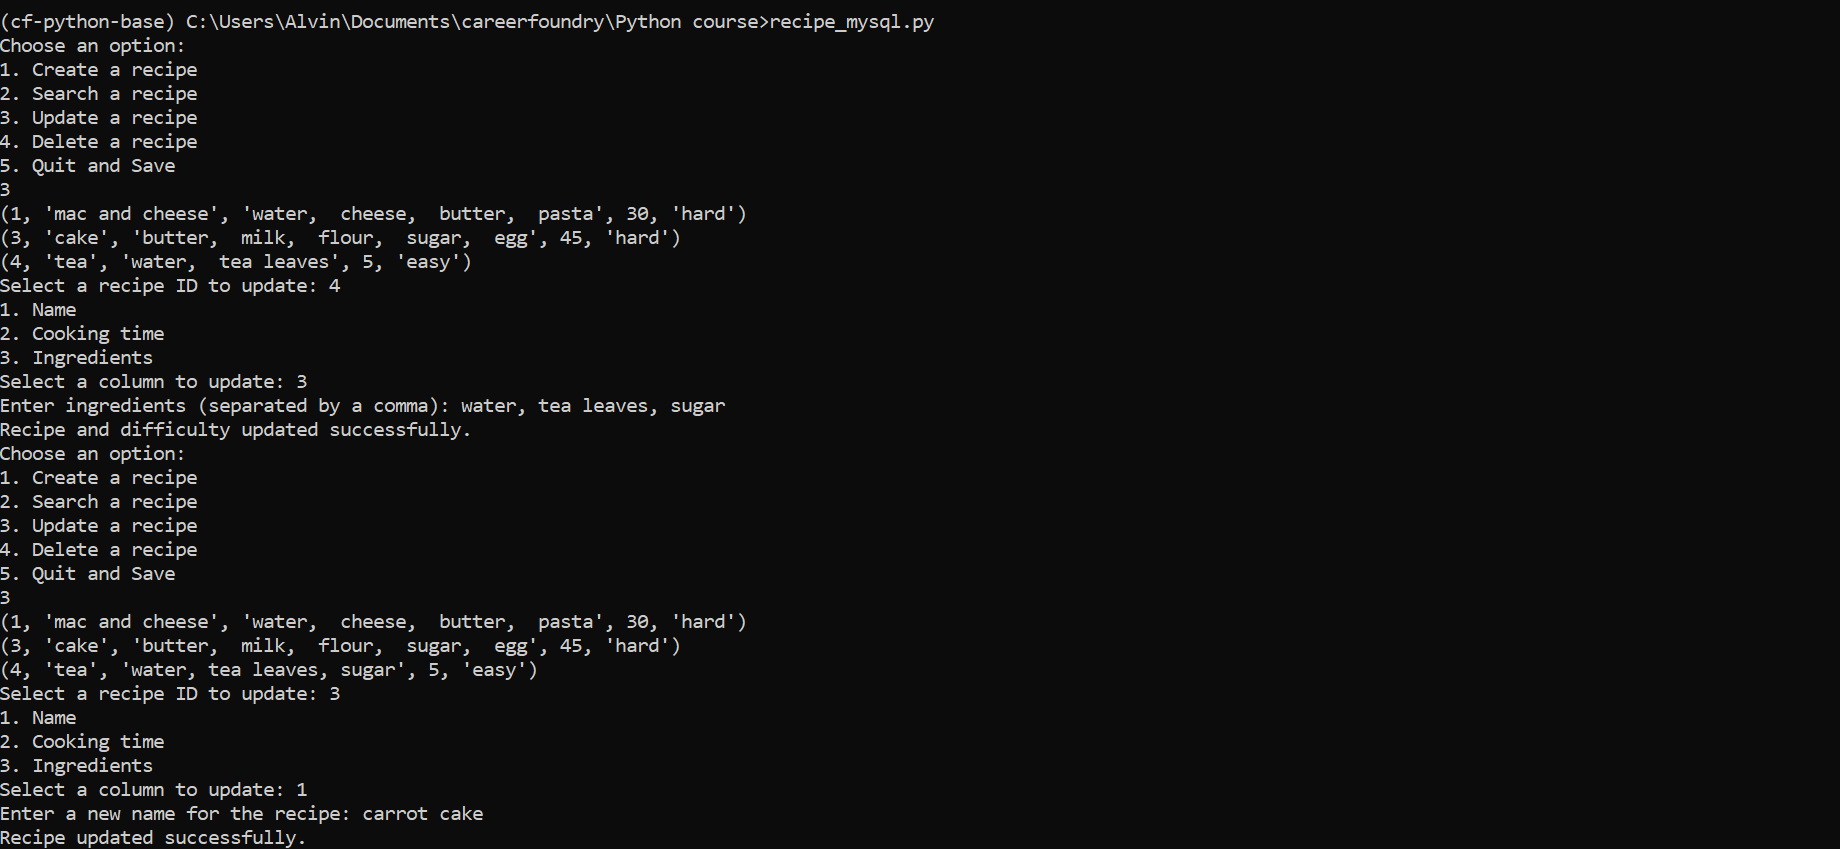 (cf-python-base) C:\Users\Alvin\Documents\careerfoundry\Python course>recipe_mysql.py
Choose an option:
1. Create a recipe
2. Search a recipe
3. Update a recipe
4. Delete a recipe
5. Quit and Save
3
(1, 'mac and cheese', 'water,  cheese,  butter,  pasta', 30, 'hard')
(3, 'cake', 'butter,  milk,  flour,  sugar,  egg', 45, 'hard')
(4, 'tea', 'water,  tea leaves', 5, 'easy')
Select a recipe ID to update: 4
1. Name
2. Cooking time
3. Ingredients
Select a column to update: 3
Enter ingredients (separated by a comma): water, tea leaves, sugar
Recipe and difficulty updated successfully.
Choose an option:
1. Create a recipe
2. Search a recipe
3. Update a recipe
4. Delete a recipe
5. Quit and Save
3
(1, 'mac and cheese', 'water,  cheese,  butter,  pasta', 30, 'hard')
(3, 'cake', 'butter,  milk,  flour,  sugar,  egg', 45, 'hard')
(4, 'tea', 'water, tea leaves, sugar', 5, 'easy')
Select a recipe ID to update: 3
1. Name
2. Cooking time
3. Ingredients
Select a column to update: 1
Enter a new name for the recipe: carrot cake
Recipe updated successfully.